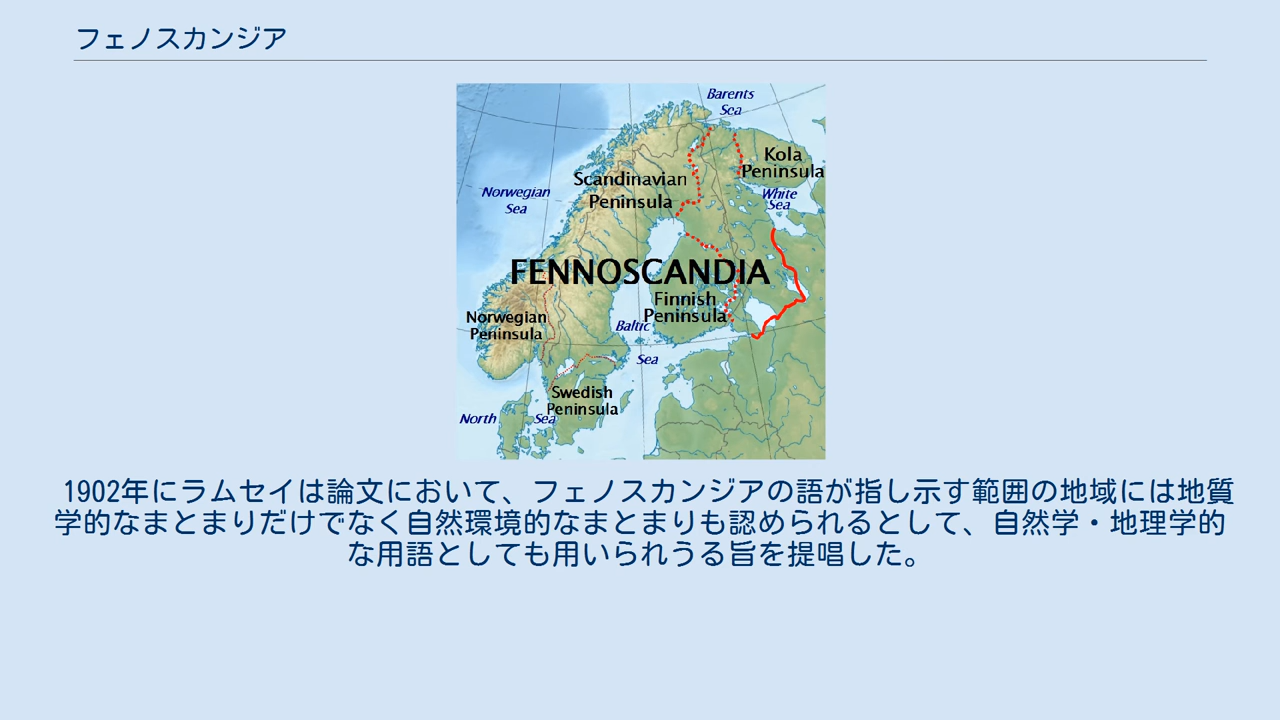 フェノスカンジア
Barents
Sea
Kola
Peninsula
Scandinavian
Peninsula
White
Sea
Norwegian
Sea
FENNOSCANDIA
Finnish
Peninsula
Norwegian
Peninsula
Baltic
Sea
Swedish
Peninsula
North Sea
1902年にラムセイは論文において、フェノスカンジアの語が指し示す範囲の地域には地質
学的なまとまりだけでなく自然環境的なまとまりも認められるとして、自然学・地理学的
な用語としても用いられうる旨を提唱した。